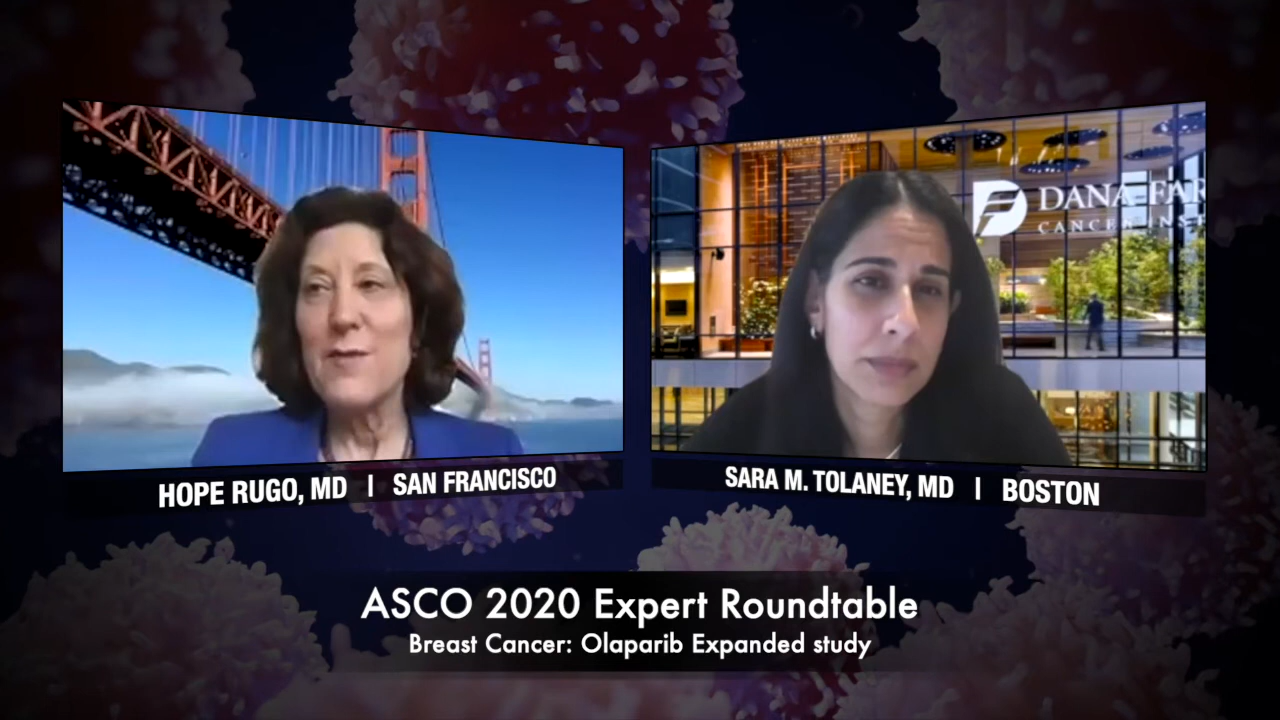 DANA-FAR
CANCER INST
HOPE RUGO, MD | SAN FRANCISCO
SARA M. TOLANEY, MD | BOSTON
ASCO 2020 Expert Roundtable
Breast Cancer: Olaparib Expanded study